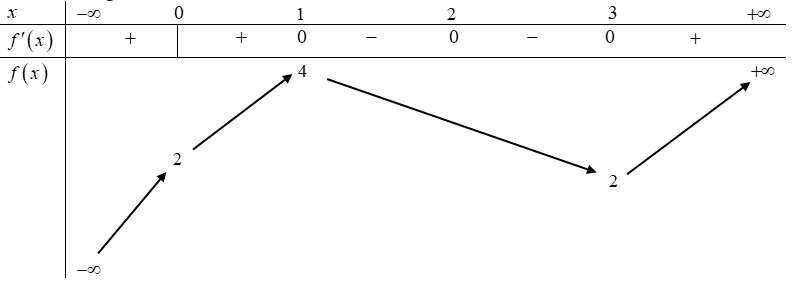 x −∞ 0 1 2 3 +∞
f′(x) + + 0 − 0 − 0 +
f(x) 4 +∞
2
2
−∞